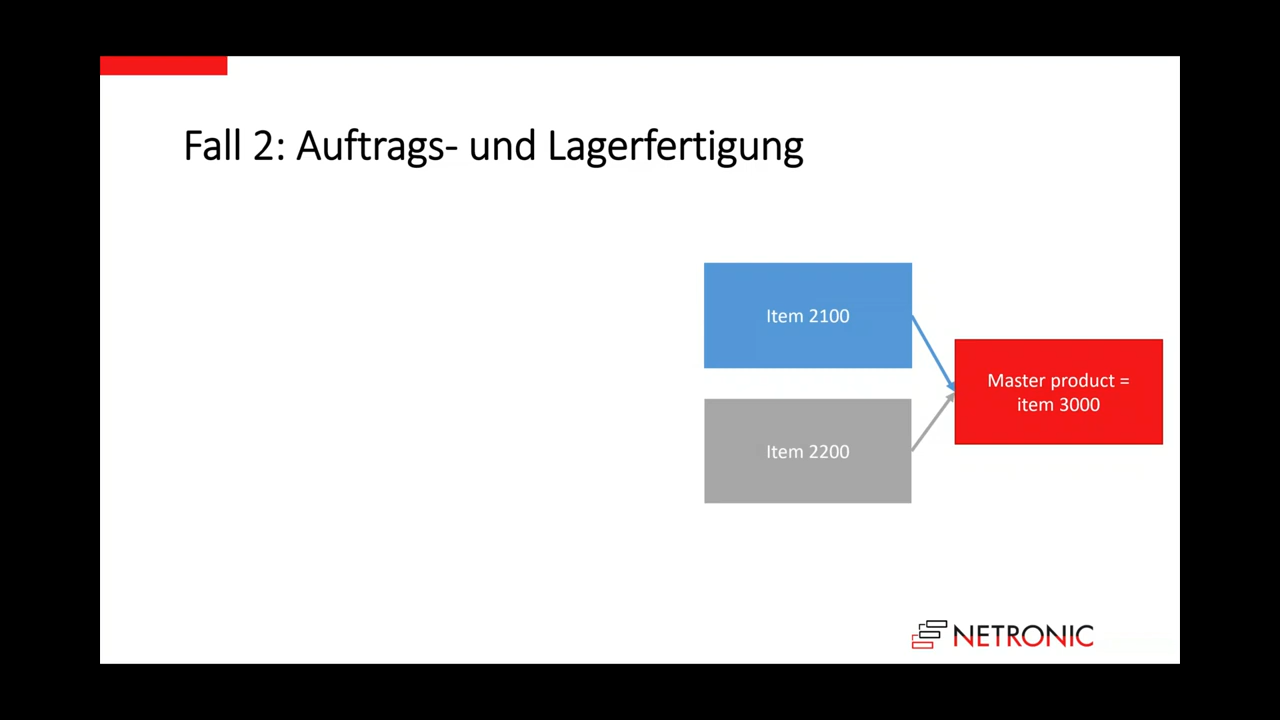 Fall 2: Auftrags- und Lagerfertigung
Item 2100
Master product =
item 3000
Item 2200
NETRONIC